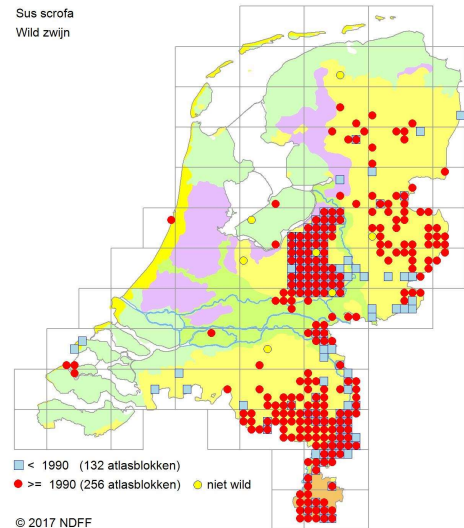 Sus scrofa
Wild zwijn
< 1990 (132 atlasblokken)
>= 1990 (256 atlasblokken) niet wild
© 2017 NDFF